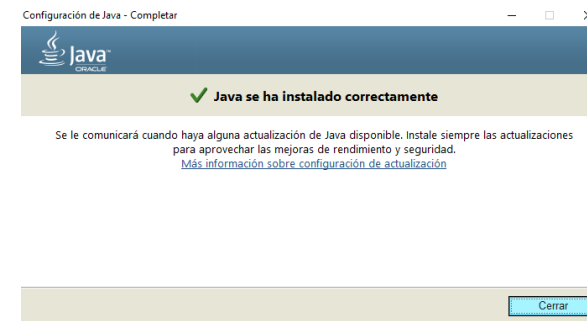 Configuración de Java - Completar
Java
ORACLE
Java se ha instalado correctamente
Se le comunicará cuando haya alguna actualización de Java disponible. Instale siempre las actualizaciones
para aprovechar las mejoras de rendimiento y seguridad.
Más información sobre configuración de actualización
Cerrar